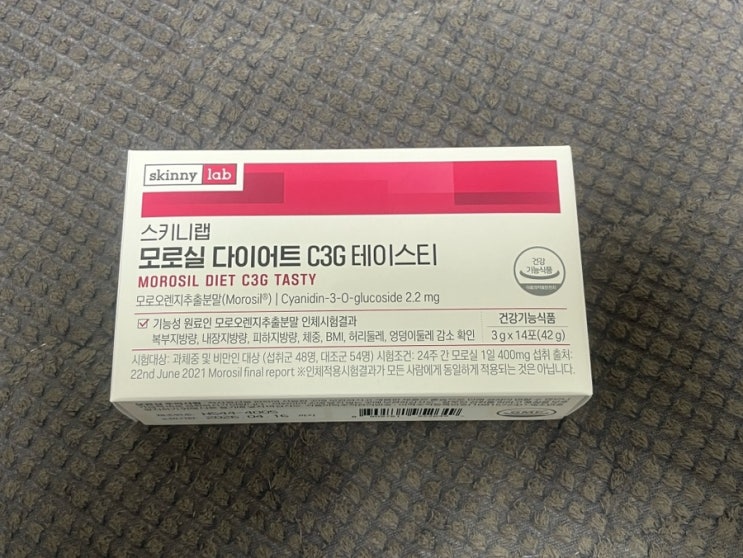 skinny lab
스키니랩
모로실 다이어트 C3G 테이스티
MOROSIL DIET C3G TASTY
모로오렌지추출분말(Morosil®) | Cyanidin-3-O-glucoside 2.2 mg
건강
기능식품
기능성 원료인 모로오렌지추출분말 인체시험결과
복부지방량, 내장지방량, 피하지방량, 체중, BMI, 허리둘레, 엉덩이둘레 감소 확인
건강기능식품
3 g x 14포(42 g)
시험대상: 과체중 및 비만인 대상 (섭취군 48명, 대조군 54명) 시험조건: 24주 간 모로실 1일 400mg 섭취 출처:
22nd June 2021 Morosil final report ※인체적용시험결과가 모든 사람에게 동일하게 적용되는 것은 아닙니다.
2026 04 16
GMP